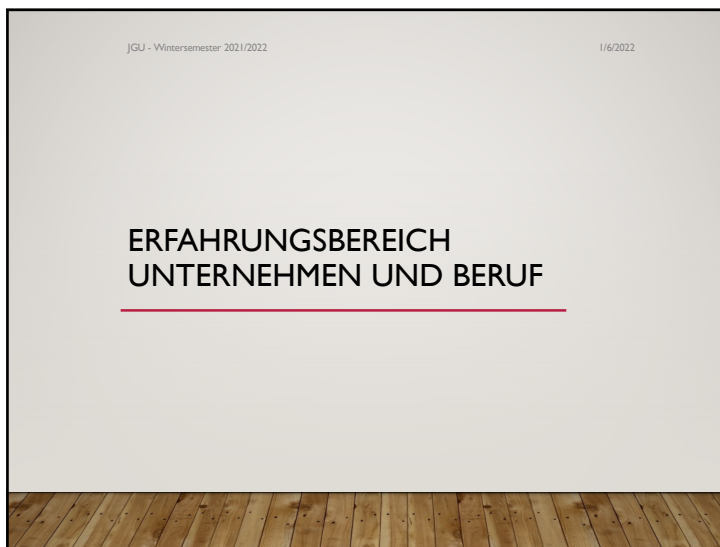 JGU - Wintersemester 2021/2022
1/6/2022
ERFAHRUNGSBEREICH
UNTERNEHMEN UND BERUF